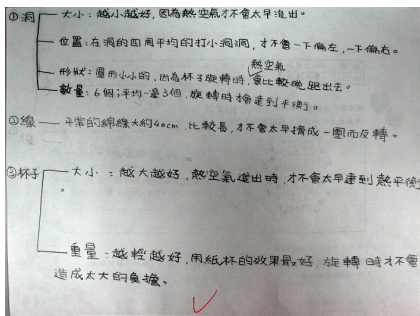 ①洞 大小：越小越好，因為熱空氣才不會太早進出。
位置：在洞的四周平均的打小洞洞，才不會一下偏左，一下偏右。
熱空氣
形狀：圓形小小的，因為杯子旋轉時，會比較晚跑出去。
數量：6個；平均一邊3個，旋轉時才會達到平衡。
②線 平常的綿線大約40cm，比較長，才不會太早擠成一團而反轉。
③杯子 大小：越大越好，熱空氣進出時，才不會太早達到熱平衡
。
重量：越輕越好，用紙杯的效果最好，旋轉時才不會
造成太大的負擔。